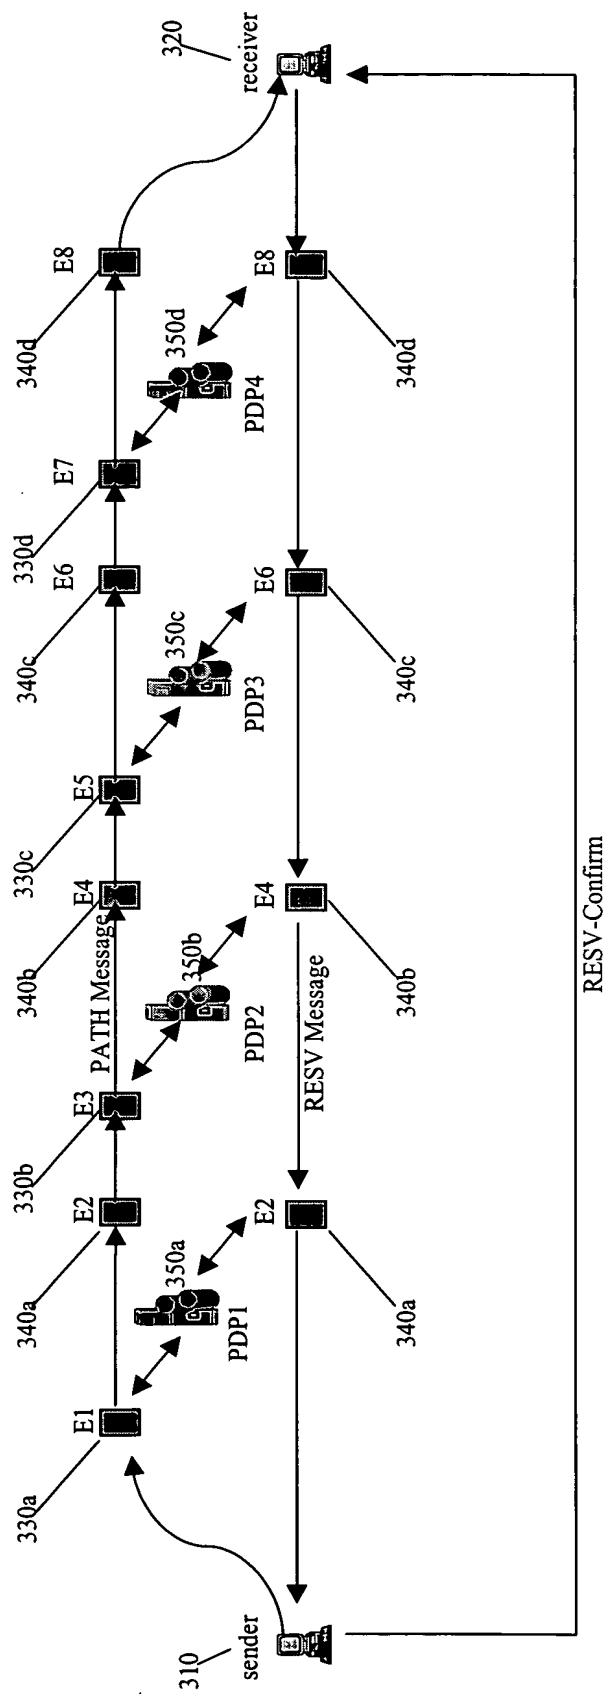 330a
E1
340a
E2
330b
E3
PATH Message
340b
E4
330c
E5
340c
E6
330d
E7
340d
E8
320
receiver
350a
PDP1
350b
PDP2
350c
PDP3
350d
PDP4
310
sender
E2
340a
RESV Message
E4
340b
E6
340c
E8
340d
RESV-Confirm